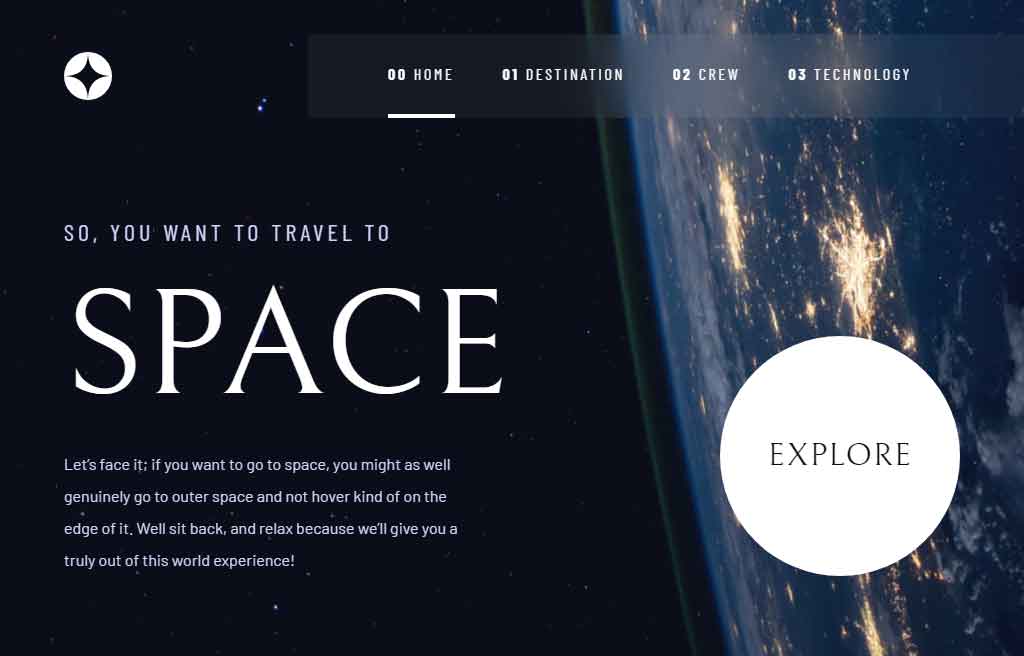 00 HOME 01 DESTINATION 02 CREW 03 TECHNOLOGY
SO, YOU WANT TO TRAVEL TO
SPACE
Let’s face it; if you want to go to space, you might as well
genuinely go to outer space and not hover kind of on the
edge of it. Well sit back, and relax because we’ll give you a
truly out of this world experience!
EXPLORE